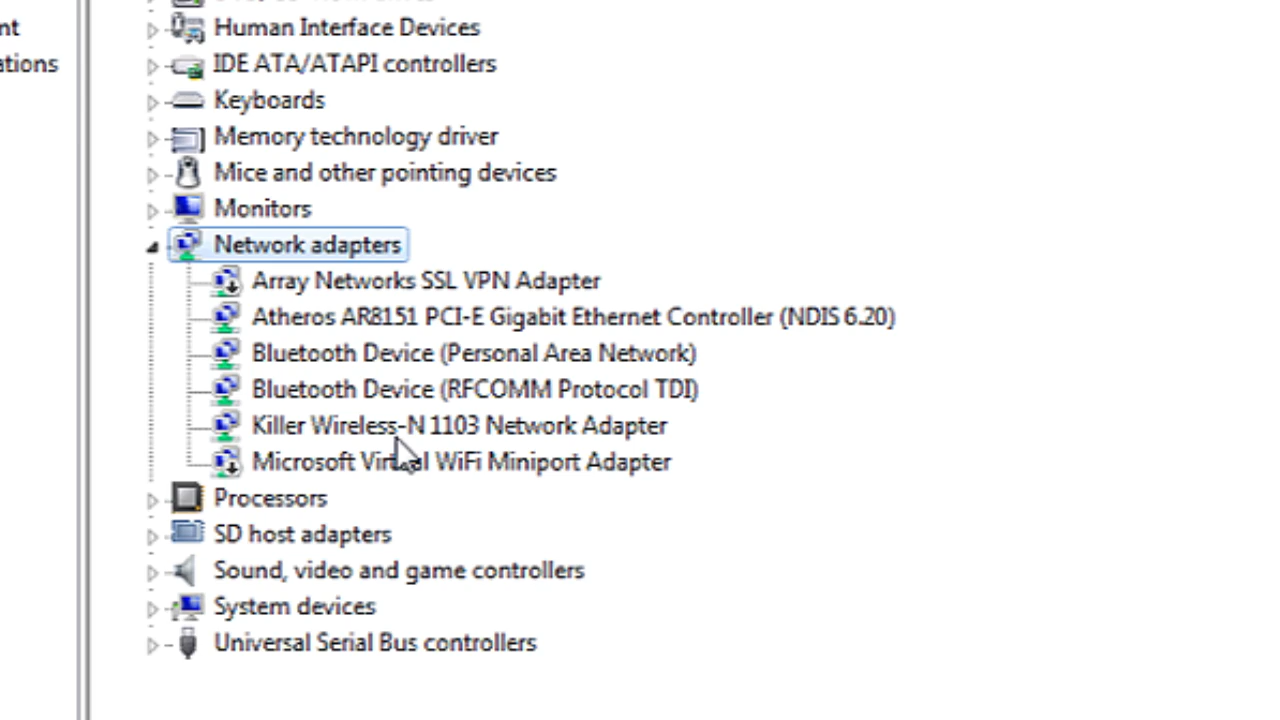 nt
ations
Human Interface Devices
IDE ATA/ATAPI controllers
Keyboards
Memory technology driver
Mice and other pointing devices
Monitors
Network adapters
Array Networks SSL VPN Adapter
Atheros AR8151 PCI-E Gigabit Ethernet Controller (NDIS 6.20)
Bluetooth Device (Personal Area Network)
Bluetooth Device (RFCOMM Protocol TDI)
Killer Wireless-N 1103 Network Adapter
Microsoft Virtual WiFi Miniport Adapter
Processors
SD host adapters
Sound, video and game controllers
System devices
Universal Serial Bus controllers